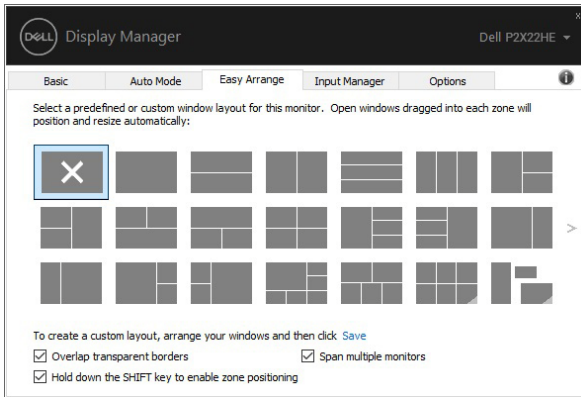 DELL Display Manager
Dell P2X22HE
Basic Auto Mode Easy Arrange Input Manager Options
Select a predefined or custom window layout for this monitor. Open windows dragged into each zone will
position and resize automatically:
To create a custom layout, arrange your windows and then click Save
Overlap transparent borders
Span multiple monitors
Hold down the SHIFT key to enable zone positioning